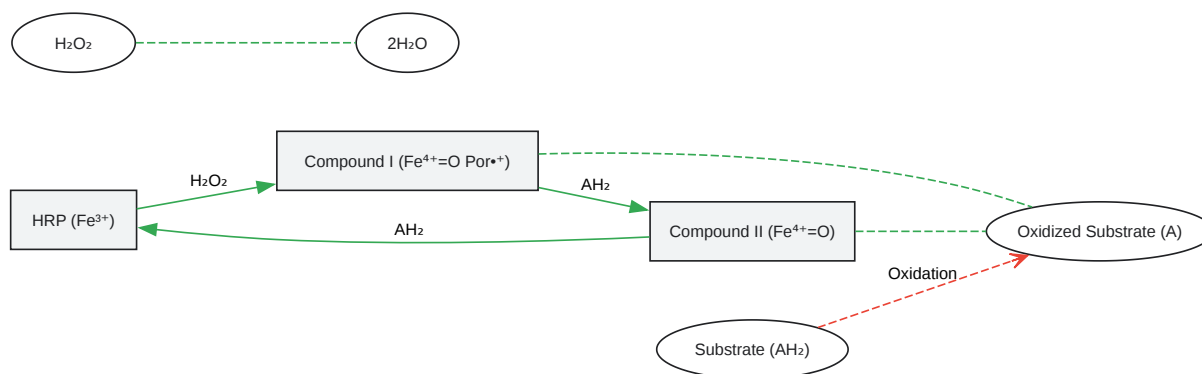 H₂O₂
2H₂O
Compound I (Fe⁴⁺=O Por•⁺)
H₂O₂
AH₂
HRP (Fe³⁺)
AH₂
Compound II (Fe⁴⁺=O)
Oxidized Substrate (A)
Oxidation
Substrate (AH₂)